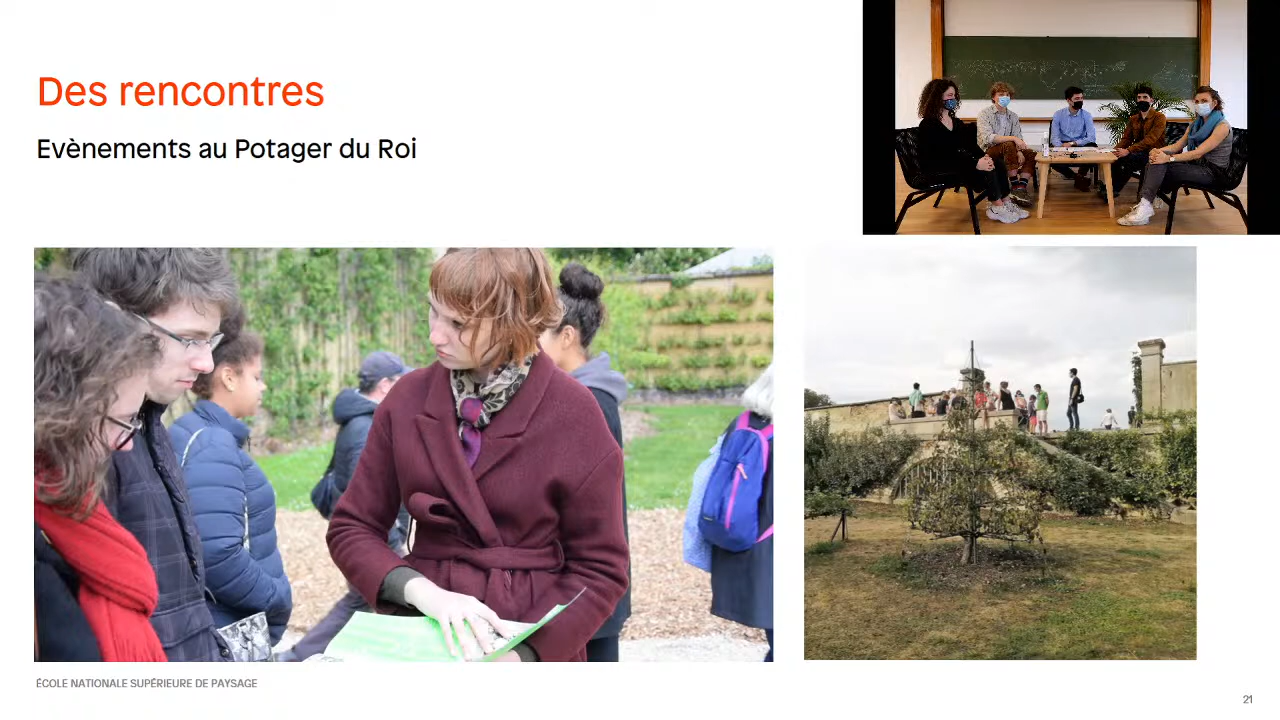 Des rencontres
Evènements au Potager du Roi
ÉCOLE NATIONALE SUPÉRIEURE DE PAYSAGE
21